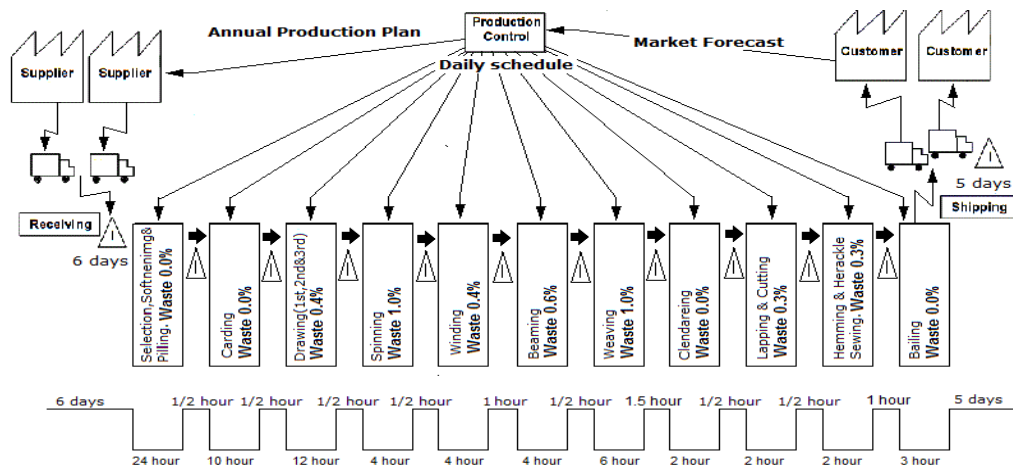 Production
Control
Annual Production Plan
Market Forecast
Daily schedule
Supplier
Supplier
Customer
Customer
Receiving
6 days
5 days
Shipping
Selection,Softnenimg&
Pilling. Waste 0.0%
Carding
Waste 0.0%
Drawing(1st,2nd&3rd)
Waste 0.4%
Spinning
Waste 1.0%
Winding
Waste 0.4%
Beaming
Waste 0.6%
Weaving
Waste 1.0%
Clendareing
Waste 0.0%
Lapping & Cutting
Waste 0.3%
Hemming & Herackle
Sewing. Waste 0.3%
Bailing
Waste 0.0%
6 days 1/2 hour 1/2 hour 1/2 hour 1/2 hour 1 hour 1/2 hour 1.5 hour 1/2 hour 1/2 hour 1 hour 5 days
24 hour 10 hour 12 hour 4 hour 4 hour 4 hour 6 hour 2 hour 2 hour 2 hour 3 hour